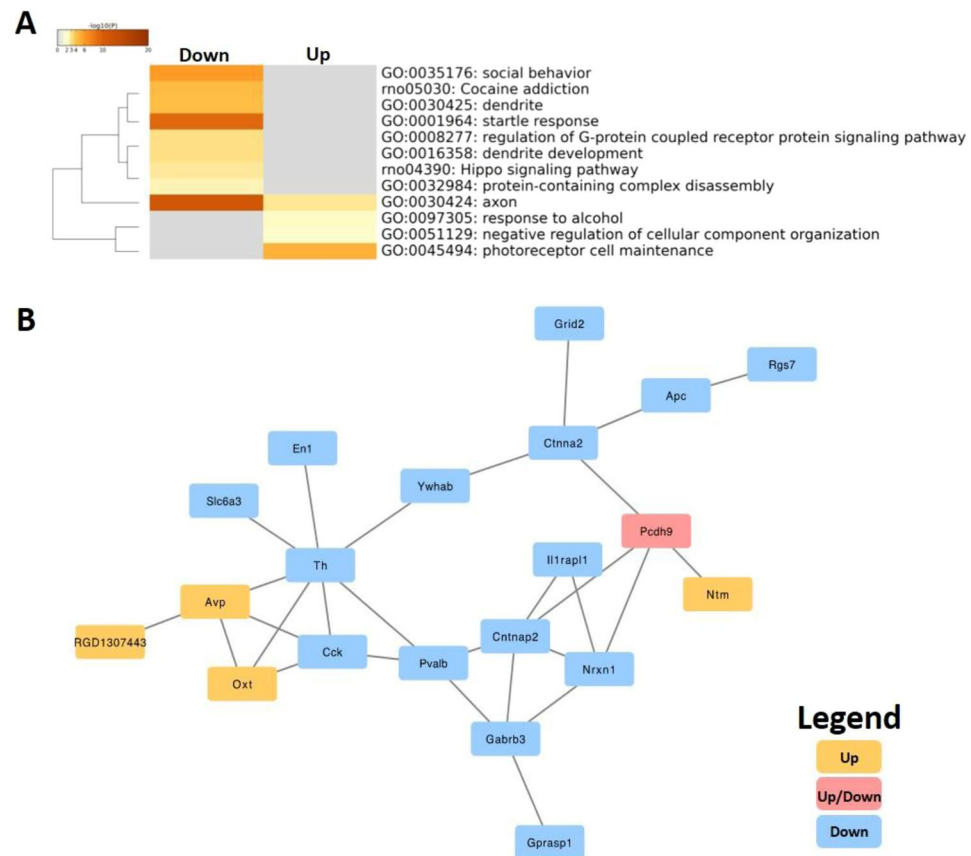 A
-log10(P)
0 2 3 4 6 10 20
Down Up
GO:0035176: social behavior
rno05030: Cocaine addiction
GO:0030425: dendrite
GO:0001964: startle response
GO:0008277: regulation of G-protein coupled receptor protein signaling pathway
GO:0016358: dendrite development
rno04390: Hippo signaling pathway
GO:0032984: protein-containing complex disassembly
GO:0030424: axon
GO:0097305: response to alcohol
GO:0051129: negative regulation of cellular component organization
GO:0045494: photoreceptor cell maintenance
B
Grid2
Rgs7
Apc
Ctnna2
En1
Ywhab
Slc6a3
Pcdh9
Il1rapl1
Th
Ntm
Avp
RGD1307443
Cntnap2
Cck
Pvalb
Nrxn1
Oxt
Gabrb3
Gprasp1
Legend
Up
Up/Down
Down